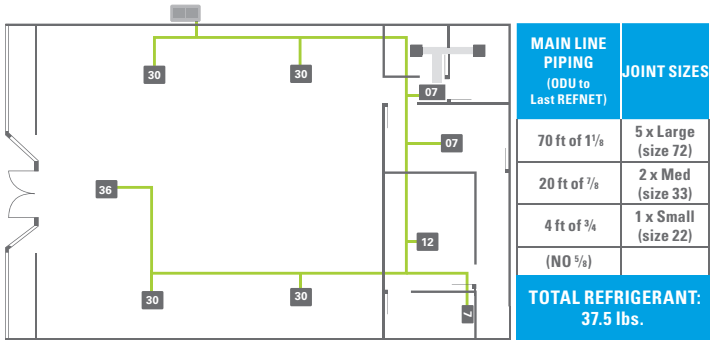 30
30
07
07
36
12
30
30
7
MAIN LINE
PIPING
(ODU to
Last REFNET)
JOINT SIZES
70 ft of 1⅛
5 x Large
(size 72)
20 ft of ⅞
2 x Med
(size 33)
4 ft of ¾
1 x Small
(size 22)
(NO ⅝)
TOTAL REFRIGERANT:
37.5 lbs.